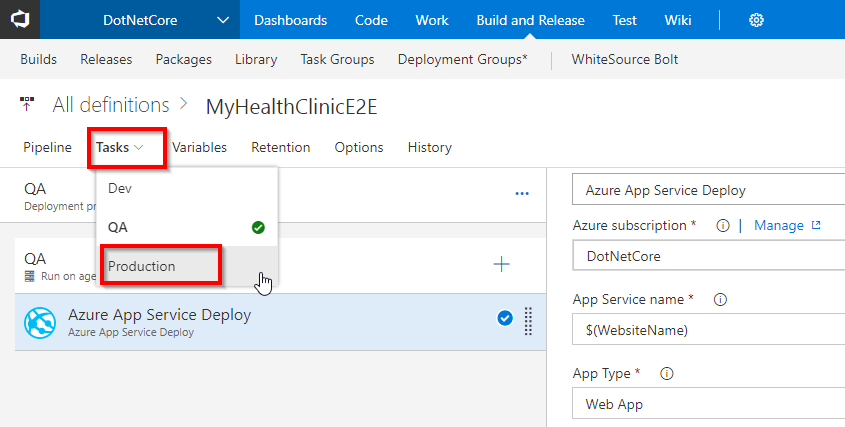 DotNetCore Dashboards Code Work Build and Release Test Wiki
Builds Releases Packages Library Task Groups Deployment Groups* WhiteSource Bolt
All definitions > MyHealthClinicE2E
Pipeline Tasks Variables Retention Options History
QA
Deployment pr
Dev
QA
Production
QA
Run on age
Azure App Service Deploy
Azure App Service Deploy
Azure App Service Deploy
Azure subscription * | Manage
DotNetCore
App Service name *
$(WebsiteName)
App Type *
Web App